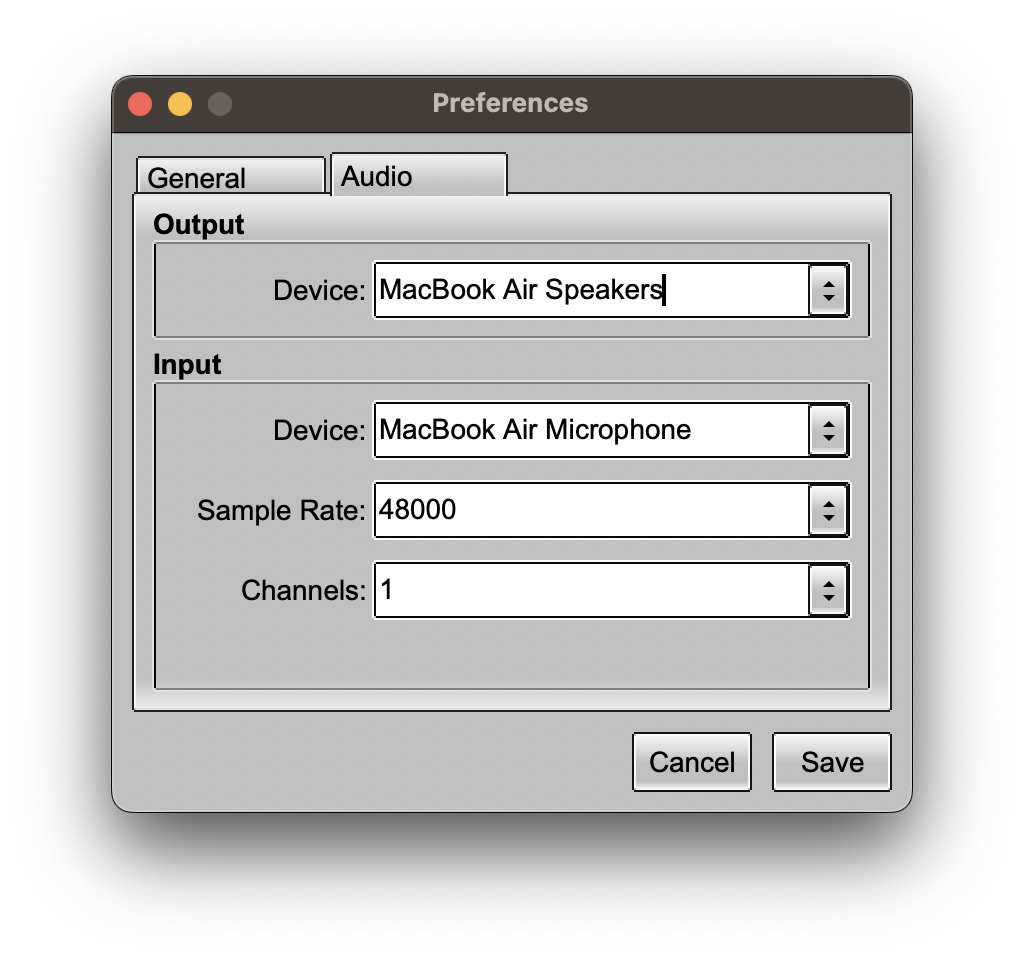 Preferences
General Audio
Output
Device: MacBook Air Speakers
Input
Device: MacBook Air Microphone
Sample Rate: 48000
Channels: 1
Cancel Save